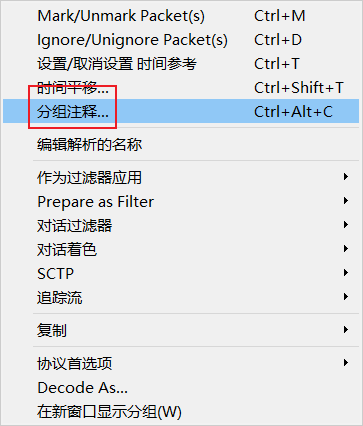 Mark/Unmark Packet(s) Ctrl+M
Ignore/Unignore Packet(s) Ctrl+D
设置/取消设置 时间参考 Ctrl+T
时间平移... Ctrl+Shift+T
分组注释... Ctrl+Alt+C
编辑解析的名称
作为过滤器应用
Prepare as Filter
对话过滤器
对话着色
SCTP
追踪流
复制
协议首选项
Decode As...
在新窗口显示分组(W)